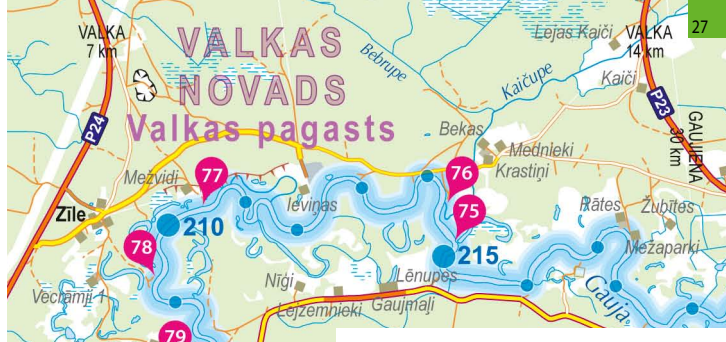 27
VALKA
7 km
VALKAS
NOVADS
Valkas pagasts
Bebrupe
Lejas Kaiči
VALKA
14 km
Kaičupe
Kaiči
P24
P23
GAUJIENA
30 km
Bekas
Mednieki
Krastiņi
Mežvidi
77
76
Ieviņas
Zīle
210
75
Rātes
Žubītes
Mežaparki
78
215
Vecrāmji 1
Nīģi
Lēnupes
Gauja
Lejzemnieki
Gaujmaļi
79